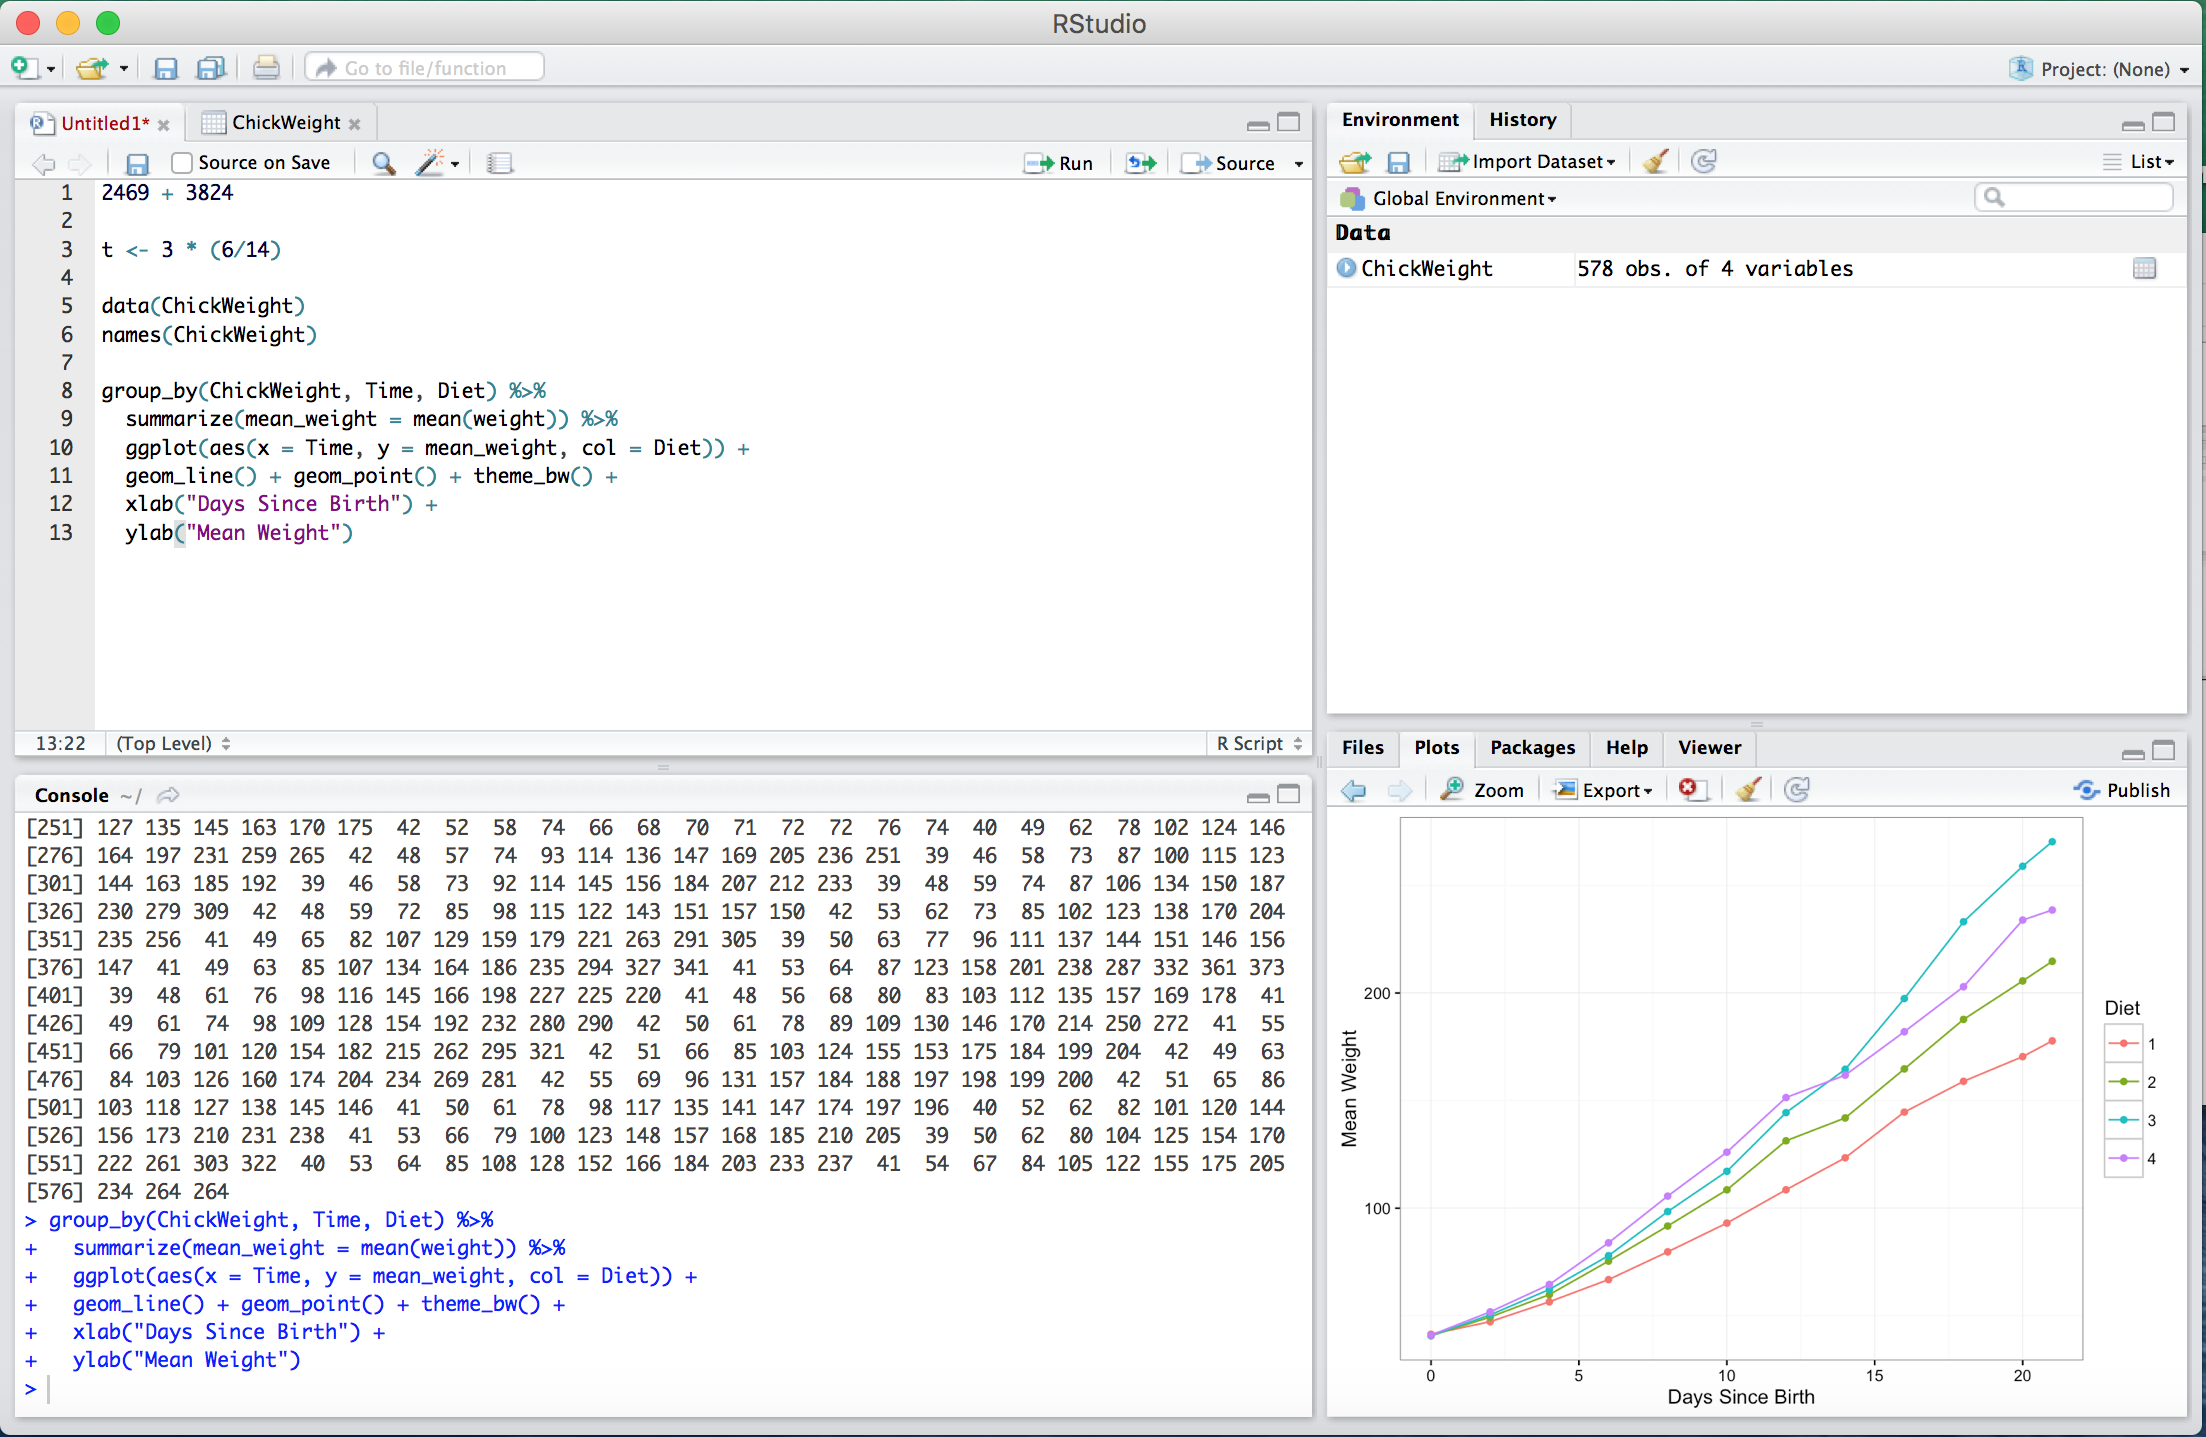 RStudio
Go to file/function
Project: (None)
Untitled1*
ChickWeight
Source on Save
Run
Source
1 2469 + 3824
2
3 t <- 3 * (6/14)
4
5 data(ChickWeight)
6 names(ChickWeight)
7
8 group_by(ChickWeight, Time, Diet) %>%
9   summarize(mean_weight = mean(weight)) %>%
10   ggplot(aes(x = Time, y = mean_weight, col = Diet)) +
11   geom_line() + geom_point() + theme_bw() +
12   xlab("Days Since Birth") +
13   ylab("Mean Weight")
13:22 (Top Level) R Script
Console ~/
[251] 127 135 145 163 170 175  42  52  58  74  66  68  70  71  72  72  76  74  40  49  62  78 102 124 146
[276] 164 197 231 259 265  42  48  57  74  93 114 136 147 169 205 236 251  39  46  58  73  87 100 115 123
[301] 144 163 185 192  39  46  58  73  92 114 145 156 184 207 212 233  39  48  59  74  87 106 134 150 187
[326] 230 279 309  42  48  59  72  85  98 115 122 143 151 157 150  42  53  62  73  85 102 123 138 170 204
[351] 235 256  41  49  65  82 107 129 159 179 221 263 291 305  39  50  63  77  96 111 137 144 151 146 156
[376] 147  41  49  63  85 107 134 164 186 235 294 327 341  41  53  64  87 123 158 201 238 287 332 361 373
[401]  39  48  61  76  98 116 145 166 198 227 225 220  41  48  56  68  80  83 103 112 135 157 169 178  41
[426]  49  61  74  98 109 128 154 192 232 280 290  42  50  61  78  89 109 130 146 170 214 250 272  41  55
[451]  66  79 101 120 154 182 215 262 295 321  42  51  66  85 103 124 155 153 175 184 199 204  42  49  63
[476]  84 103 126 160 174 204 234 269 281  42  55  69  96 131 157 184 188 197 198 199 200  42  51  65  86
[501] 103 118 127 138 145 146  41  50  61  78  98 117 135 141 147 174 197 196  40  52  62  82 101 120 144
[526] 156 173 210 231 238  41  53  66  79 100 123 148 157 168 185 210 205  39  50  62  80 104 125 154 170
[551] 222 261 303 322  40  53  64  85 108 128 152 166 184 203 233 237  41  54  67  84 105 122 155 175 205
[576] 234 264 264
> group_by(ChickWeight, Time, Diet) %>%
+   summarize(mean_weight = mean(weight)) %>%
+   ggplot(aes(x = Time, y = mean_weight, col = Diet)) +
+   geom_line() + geom_point() + theme_bw() +
+   xlab("Days Since Birth") +
+   ylab("Mean Weight")
>
Environment History
Import Dataset List
Global Environment
Data
ChickWeight 578 obs. of 4 variables
Files Plots Packages Help Viewer
Zoom Export Publish
200
100
Mean Weight
0 5 10 15 20
Days Since Birth
Diet
1
2
3
4